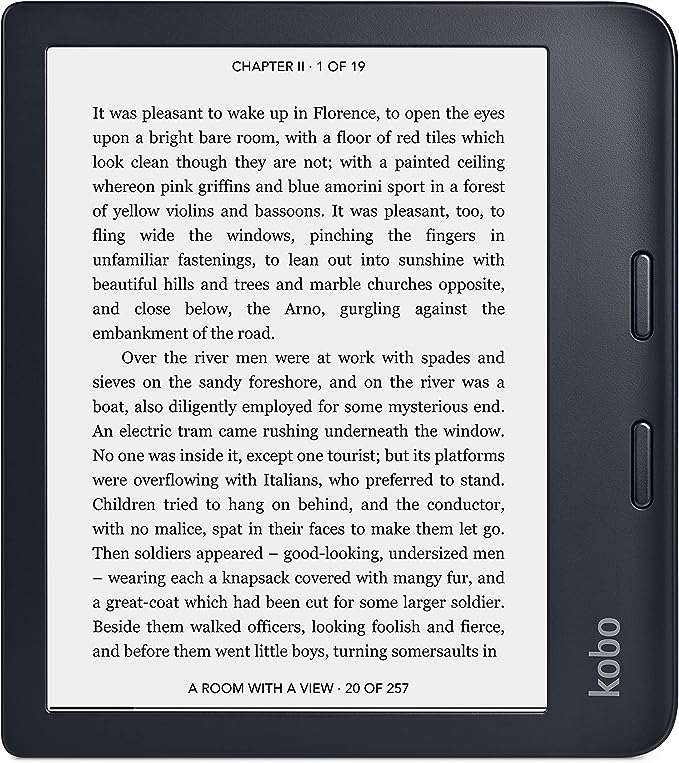 CHAPTER II · 1 OF 19
It was pleasant to wake up in Florence, to open the eyes
upon a bright bare room, with a floor of red tiles which
look clean though they are not; with a painted ceiling
whereon pink griffins and blue amorini sport in a forest
of yellow violins and bassoons. It was pleasant, too, to
fling wide the windows, pinching the fingers in
unfamiliar fastenings, to lean out into sunshine with
beautiful hills and trees and marble churches opposite,
and close below, the Arno, gurgling against the
embankment of the road.
Over the river men were at work with spades and
sieves on the sandy foreshore, and on the river was a
boat, also diligently employed for some mysterious end.
An electric tram came rushing underneath the window.
No one was inside it, except one tourist; but its platforms
were overflowing with Italians, who preferred to stand.
Children tried to hang on behind, and the conductor,
with no malice, spat in their faces to make them let go.
Then soldiers appeared – good-looking, undersized men
– wearing each a knapsack covered with mangy fur, and
a great-coat which had been cut for some larger soldier.
Beside them walked officers, looking foolish and fierce,
and before them went little boys, turning somersaults in
A ROOM WITH A VIEW · 20 OF 257
kobo